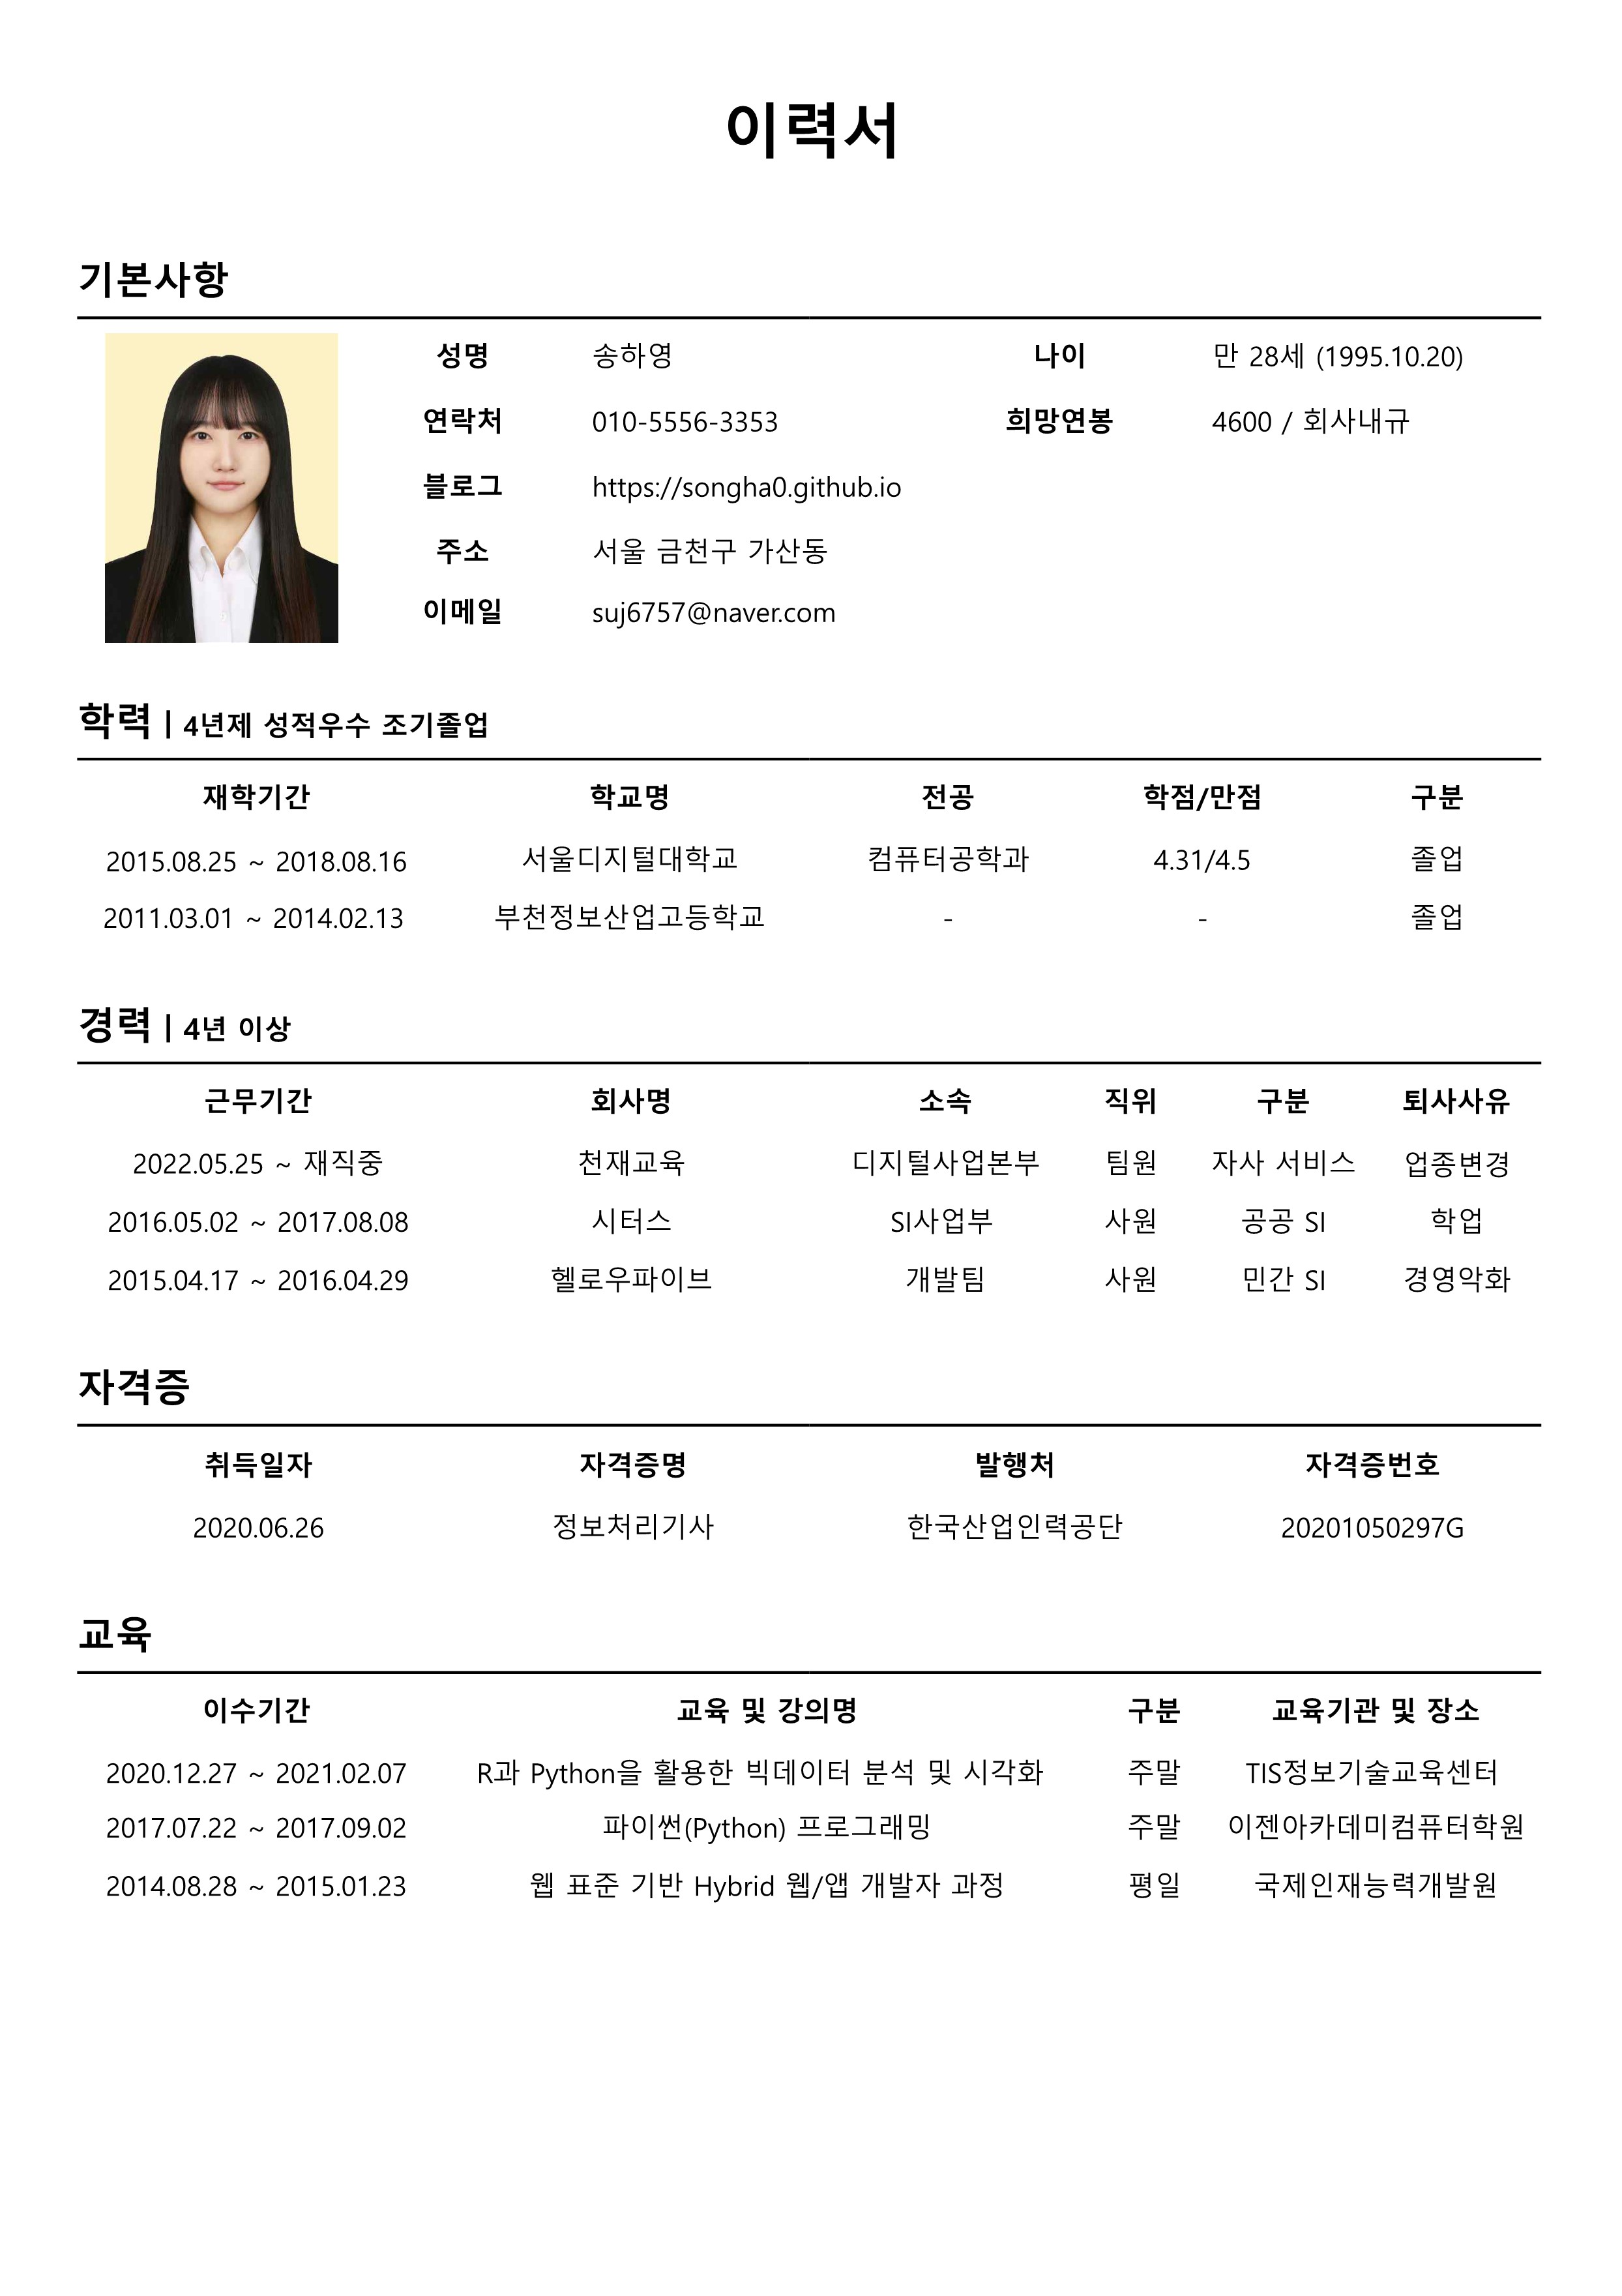 이력서
기본사항
성명 송하영 나이 만 28세 (1995.10.20)
연락처 010-5556-3353 희망연봉 4600 / 회사내규
블로그 https://songha0.github.io
주소 서울 금천구 가산동
이메일 suj6757@naver.com
학력 | 4년제 성적우수 조기졸업
재학기간 학교명 전공 학점/만점 구분
2015.08.25 ~ 2018.08.16 서울디지털대학교 컴퓨터공학과 4.31/4.5 졸업
2011.03.01 ~ 2014.02.13 부천정보산업고등학교 - - 졸업
경력 | 4년 이상
근무기간 회사명 소속 직위 구분 퇴사사유
2022.05.25 ~ 재직중 천재교육 디지털사업본부 팀원 자사 서비스 업종변경
2016.05.02 ~ 2017.08.08 시터스 SI사업부 사원 공공 SI 학업
2015.04.17 ~ 2016.04.29 헬로우파이브 개발팀 사원 민간 SI 경영악화
자격증
취득일자 자격증명 발행처 자격증번호
2020.06.26 정보처리기사 한국산업인력공단 20201050297G
교육
이수기간 교육 및 강의명 구분 교육기관 및 장소
2020.12.27 ~ 2021.02.07 R과 Python을 활용한 빅데이터 분석 및 시각화 주말 TIS정보기술교육센터
2017.07.22 ~ 2017.09.02 파이썬(Python) 프로그래밍 주말 이젠아카데미컴퓨터학원
2014.08.28 ~ 2015.01.23 웹 표준 기반 Hybrid 웹/앱 개발자 과정 평일 국제인재능력개발원